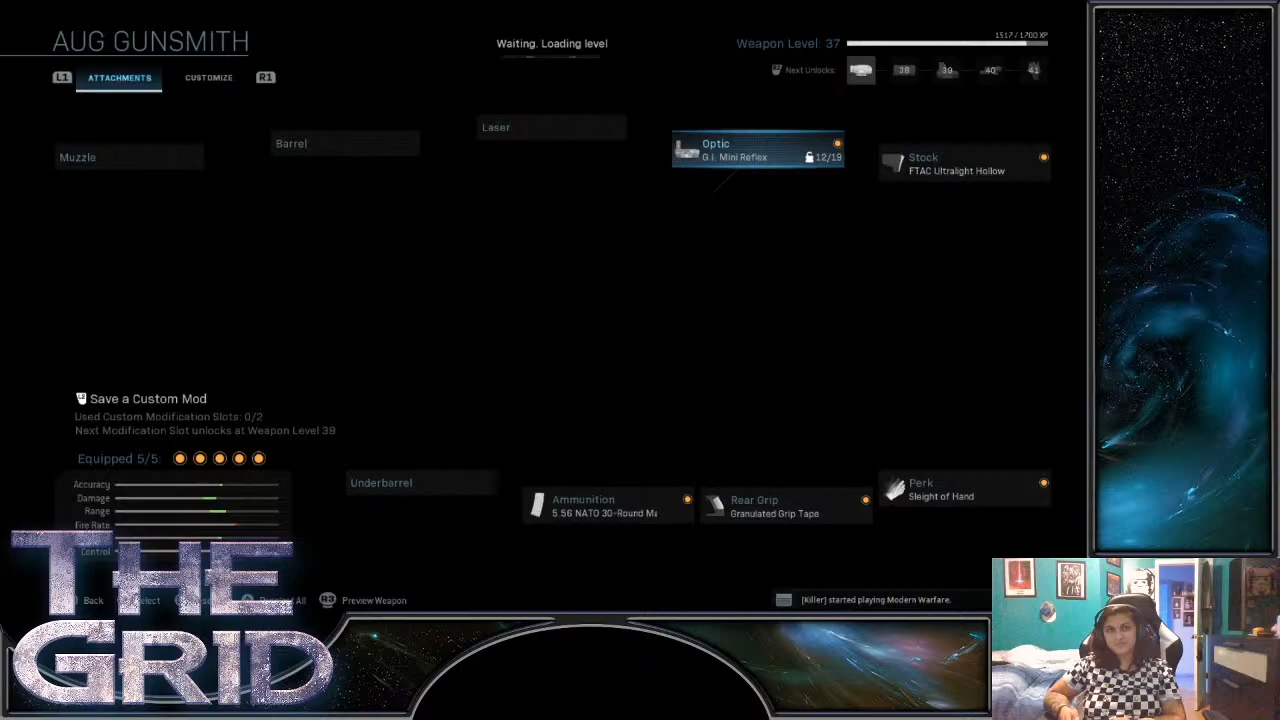 AUG GUNSMITH
Waiting. Loading level
Weapon Level: 37
1517 / 1700 XP
L1
ATTACHMENTS
CUSTOMIZE
R1
Next Unlocks:
38
39
40
41
Muzzle
Barrel
Laser
Optic
G.I. Mini Reflex
12/19
Stock
FTAC Ultralight Hollow
Save a Custom Mod
Used Custom Modification Slots: 0/2
Next Modification Slot unlocks at Weapon Level 39
Equipped 5/5:
Accuracy
Damage
Range
Fire Rate
Control
Underbarrel
Ammunition
5.56 NATO 30-Round Ma
Rear Grip
Granulated Grip Tape
Perk
Sleight of Hand
Back
R3
Preview Weapon
[Killer] started playing Modern Warfare.
THE
GRID